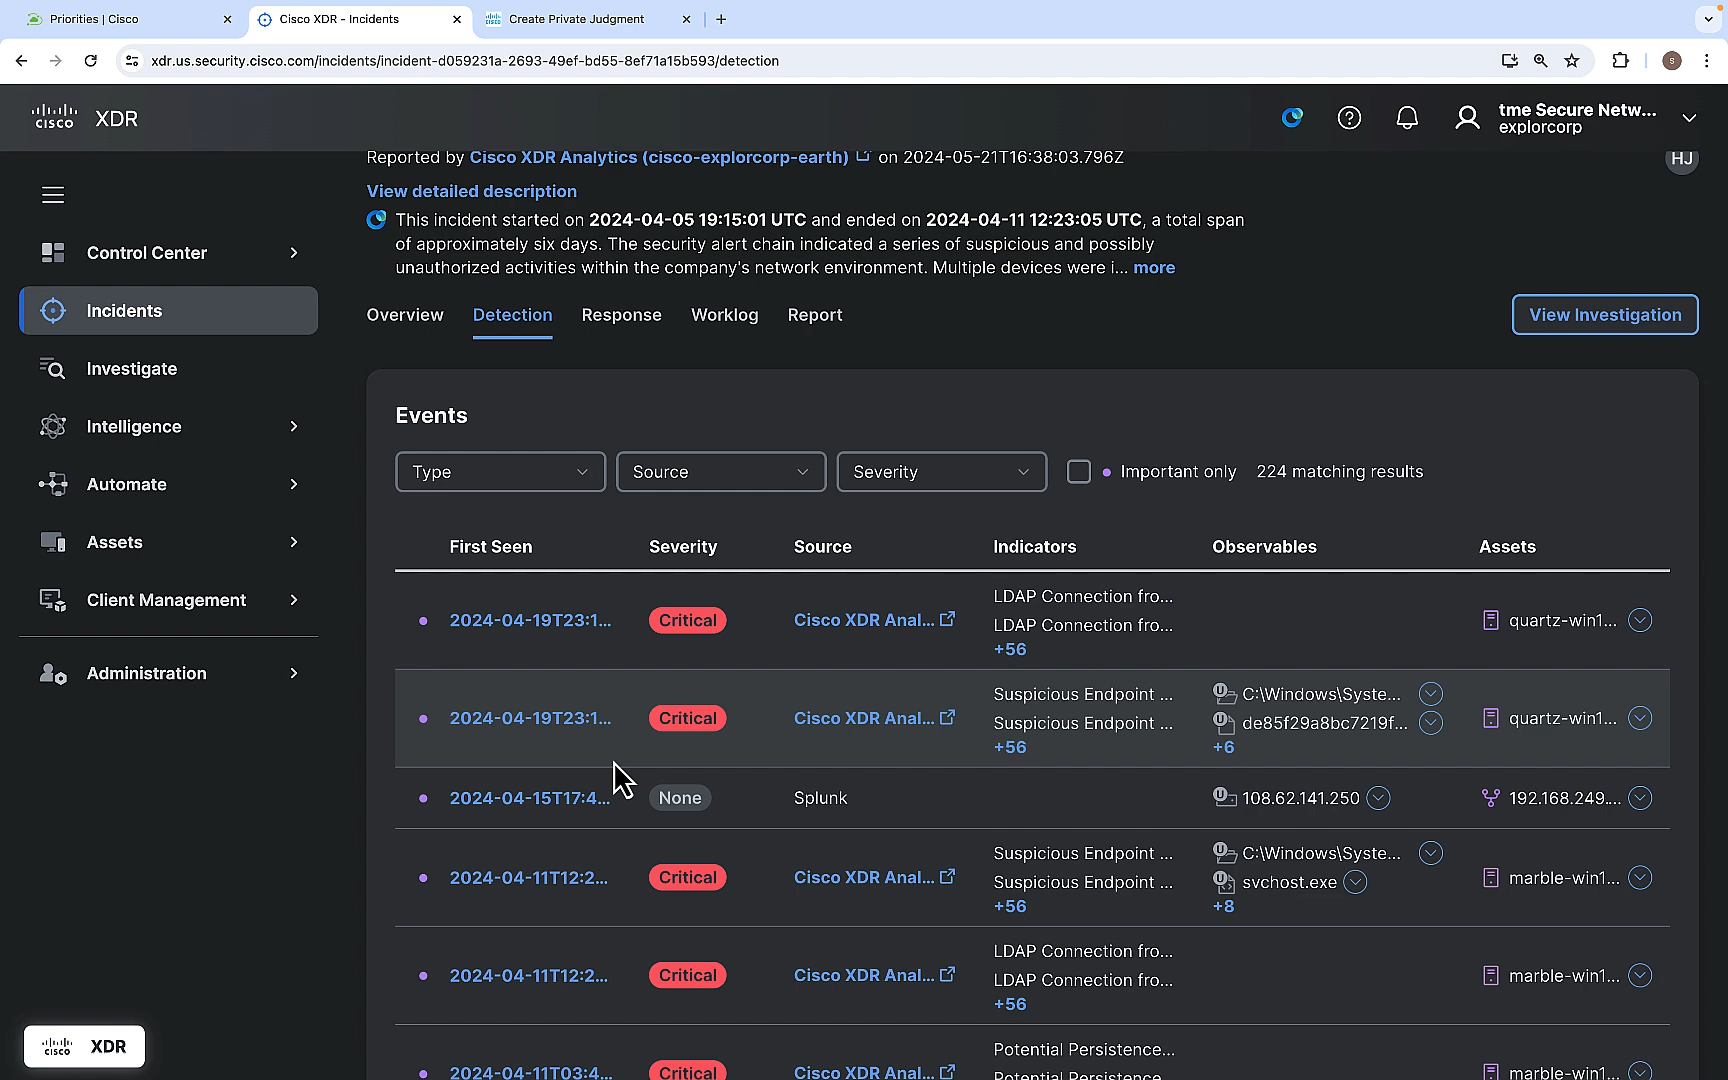 Priorities | Cisco
Cisco XDR - Incidents
Create Private Judgment
xdr.us.security.cisco.com/incidents/incident-d059231a-2693-49ef-bd55-8ef71a15b593/detection
S
CISCO XDR
tme Secure Netw...
explorcorp
Reported by Cisco XDR Analytics (cisco-explorcorp-earth) on 2024-05-21T16:38:03.796Z
HJ
View detailed description
This incident started on 2024-04-05 19:15:01 UTC and ended on 2024-04-11 12:23:05 UTC, a total span
of approximately six days. The security alert chain indicated a series of suspicious and possibly
unauthorized activities within the company's network environment. Multiple devices were i... more
Control Center
Incidents
Investigate
Intelligence
Automate
Assets
Client Management
Administration
Overview Detection Response Worklog Report
View Investigation
Events
Type Source Severity Important only 224 matching results
First Seen Severity Source Indicators Observables Assets
2024-04-19T23:1... Critical Cisco XDR Anal... LDAP Connection fro... quartz-win1...
LDAP Connection fro...
+56
2024-04-19T23:1... Critical Cisco XDR Anal... Suspicious Endpoint ... C:\Windows\Syste... quartz-win1...
Suspicious Endpoint ... de85f29a8bc7219f...
+56 +6
2024-04-15T17:4... None Splunk 108.62.141.250 192.168.249....
2024-04-11T12:2... Critical Cisco XDR Anal... Suspicious Endpoint ... C:\Windows\Syste... marble-win1...
Suspicious Endpoint ... svchost.exe
+56 +8
2024-04-11T12:2... Critical Cisco XDR Anal... LDAP Connection fro... marble-win1...
LDAP Connection fro...
+56
2024-04-11T03:4... Critical Cisco XDR Anal... Potential Persistence... marble-win1...
Potential Persistence...
CISCO XDR